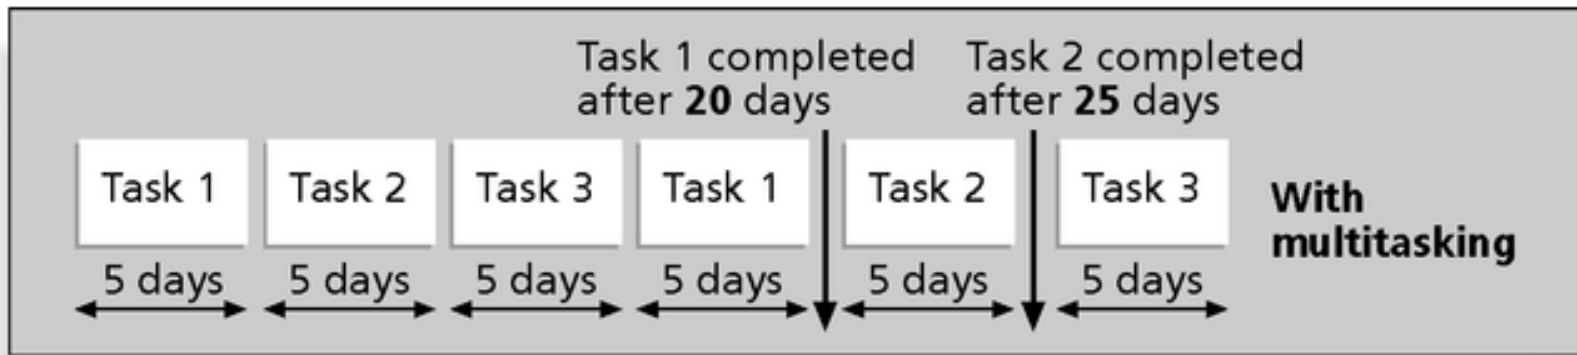 Task 1 completed
after 20 days
Task 2 completed
after 25 days
Task 1
Task 2
Task 3
Task 1
Task 2
Task 3
With
multitasking
5 days
5 days
5 days
5 days
5 days
5 days